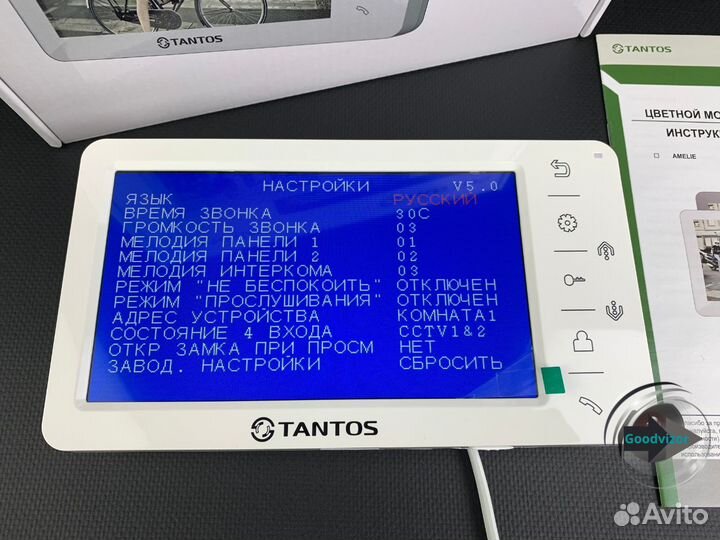 TANTOS
TANTOS
ЦВЕТНОЙ МО
ИНСТРУК
AMELIE
НАСТРОЙКИ V5.0
ЯЗЫК РУССКИЙ
ВРЕМЯ ЗВОНКА 30С
ГРОМКОСТЬ ЗВОНКА 03
МЕЛОДИЯ ПАНЕЛИ 1 01
МЕЛОДИЯ ПАНЕЛИ 2 02
МЕЛОДИЯ ИНТЕРКОМА 03
РЕЖИМ "НЕ БЕСПОКОИТЬ" ОТКЛЮЧЕН
РЕЖИМ "ПРОСЛУШИВАНИЯ" ОТКЛЮЧЕН
АДРЕС УСТРОЙСТВА КОМНАТА1
СОСТОЯНИЕ 4 ВХОДА CCTV1&2
ОТКР ЗАМКА ПРИ ПРОСМ НЕТ
ЗАВОД. НАСТРОЙКИ СБРОСИТЬ
TANTOS
Goodvizor
Avito